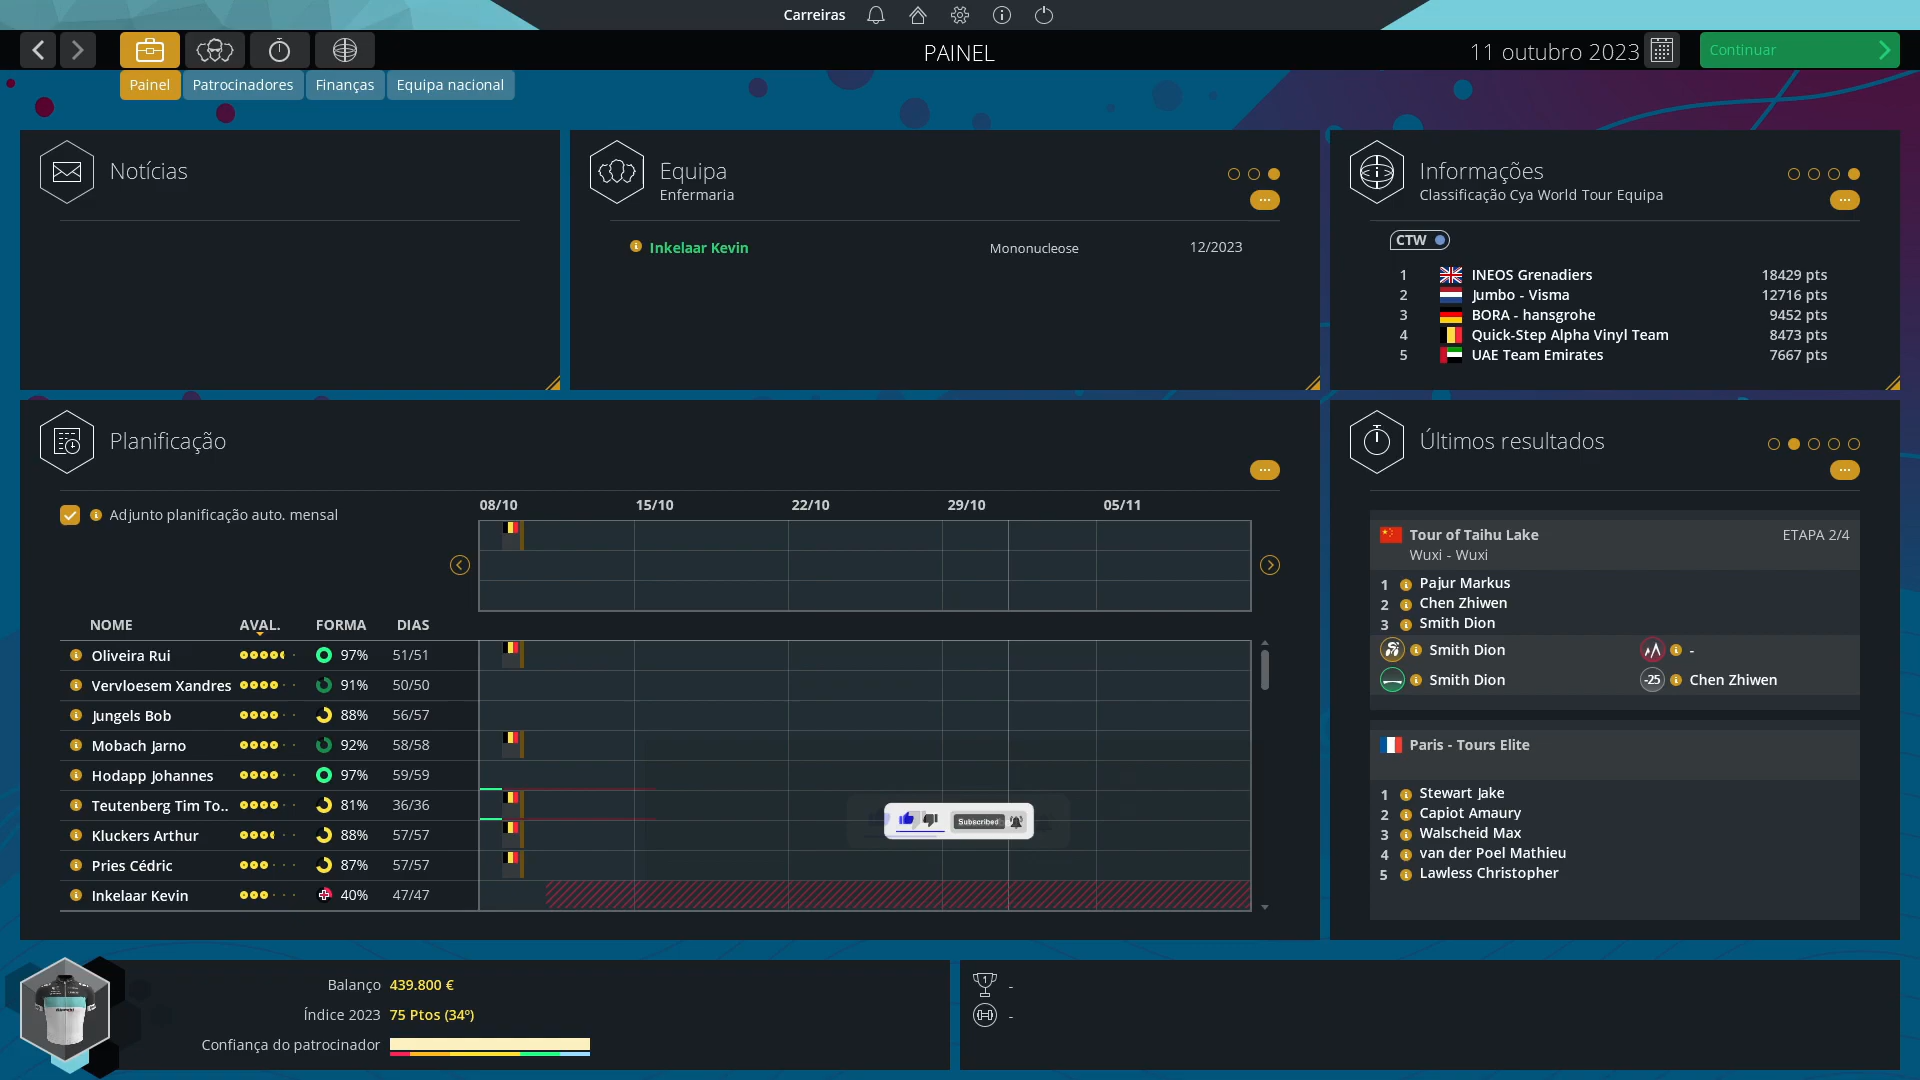 Carreiras
PAINEL
11 outubro 2023
Continuar
Painel
Patrocinadores
Finanças
Equipa nacional
Notícias
Equipa
Enfermaria
Inkelaar Kevin Mononucleose 12/2023
Informações
Classificação Cya World Tour Equipa
CTW
1 INEOS Grenadiers 18429 pts
2 Jumbo - Visma 12716 pts
3 BORA - hansgrohe 9452 pts
4 Quick-Step Alpha Vinyl Team 8473 pts
5 UAE Team Emirates 7667 pts
Planificação
Adjunto planificação auto. mensal
08/10 15/10 22/10 29/10 05/11
NOME AVAL. FORMA DIAS
Oliveira Rui 97% 51/51
Vervloesem Xandres 91% 50/50
Jungels Bob 88% 56/57
Mobach Jarno 92% 58/58
Hodapp Johannes 97% 59/59
Teutenberg Tim To.. 81% 36/36
Kluckers Arthur 88% 57/57
Pries Cédric 87% 57/57
Inkelaar Kevin 40% 47/47
Subscribed
Últimos resultados
Tour of Taihu Lake ETAPA 2/4
Wuxi - Wuxi
1 Pajur Markus
2 Chen Zhiwen
3 Smith Dion
Smith Dion -
Smith Dion -25 Chen Zhiwen
Paris - Tours Elite
1 Stewart Jake
2 Capiot Amaury
3 Walscheid Max
4 van der Poel Mathieu
5 Lawless Christopher
Balanço 439.800 €
Índice 2023 75 Ptos (34º)
Confiança do patrocinador
1 -
-